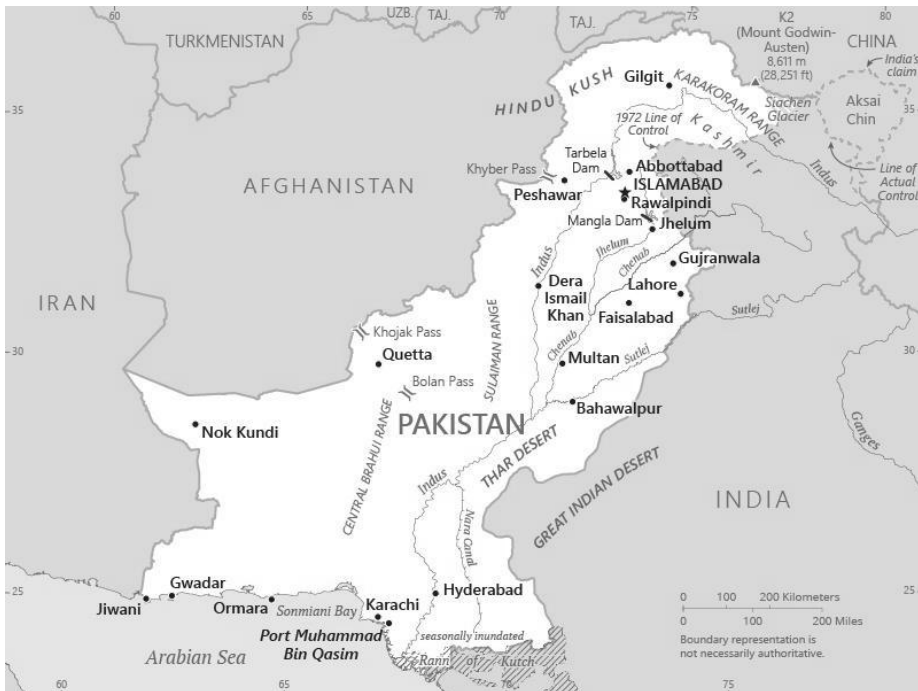 60
65
UZB.
TAJ.
70
TAJ.
75
80
TURKMENISTAN
K2
(Mount Godwin-
Austen)
8,611 m
(28,251 ft)
CHINA
India's
claim
Gilgit
HINDU KUSH
KARAKORAM RANGE
Siachen
Glacier
Aksai
Chin
35
35
1972 Line of
Control
Kashmir
Line of
Actual
Control
Indus
Tarbela
Dam
Khyber Pass
Abbottabad
ISLAMABAD
Rawalpindi
AFGHANISTAN
Peshawar
Mangla Dam
Jhelum
Jhelum
Indus
Chenab
Gujranwala
IRAN
Dera
Ismail
Khan
Lahore
Faisalabad
Sutlej
Khojak Pass
SULAIMAN RANGE
Chenab
30
30
Quetta
Multan
Sutlej
Bolan Pass
Bahawalpur
PAKISTAN
Nok Kundi
CENTRAL BRAHUI RANGE
THAR DESERT
Ganges
GREAT INDIAN DESERT
Indus
INDIA
Nara Canal
25
25
Gwadar
Jiwani
Ormara
Sonmiani Bay
Karachi
Hyderabad
Port Muhammad
Bin Qasim
seasonally inundated
Rann of Kutch
Arabian Sea
0 100 200 Kilometers
0 100 200 Miles
Boundary representation is
not necessarily authoritative.
60
65
70
75